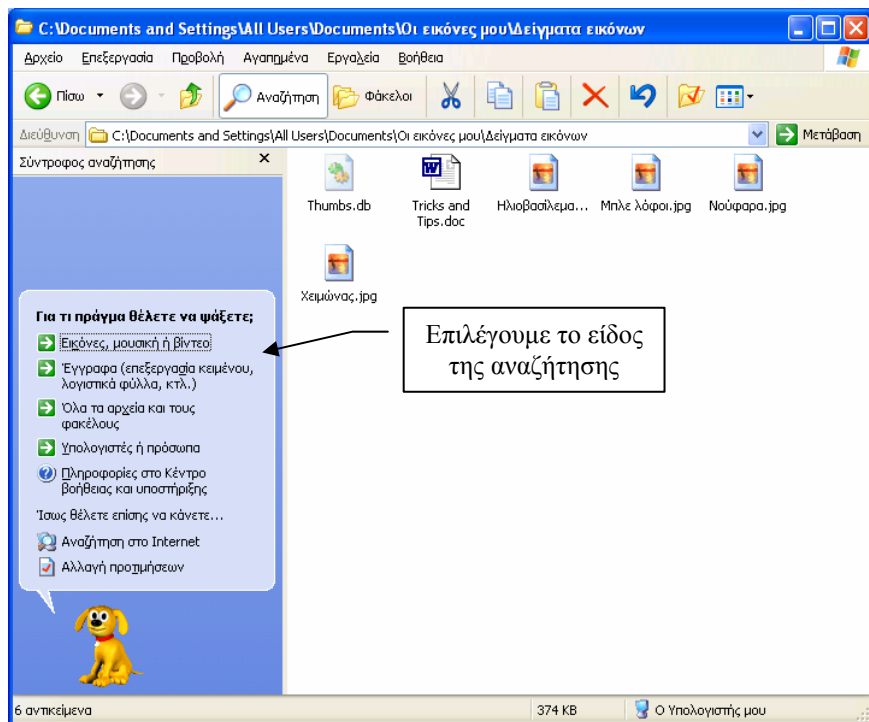 C:\Documents and Settings\All Users\Documents\Οι εικόνες μου\Δείγματα εικόνων
Αρχείο Επεξεργασία Προβολή Αγαπημένα Εργαλεία Βοήθεια
Πίσω Αναζήτηση Φάκελοι
Διεύθυνση C:\Documents and Settings\All Users\Documents\Οι εικόνες μου\Δείγματα εικόνων Μετάβαση
Σύντροφος αναζήτησης
Για τι πράγμα θέλετε να ψάξετε;
Εικόνες, μουσική ή βίντεο
Έγγραφα (επεξεργασία κειμένου,
λογιστικά φύλλα, κτλ.)
Όλα τα αρχεία και τους
φακέλους
Υπολογιστές ή πρόσωπα
Πληροφορίες στο Κέντρο
βοήθειας και υποστήριξης
Ίσως θέλετε επίσης να κάνετε...
Αναζήτηση στο Internet
Αλλαγή προτιμήσεων
Thumbs.db
Tricks and
Tips.doc
Ηλιοβασίλεμα...
Μπλε λόφοι.jpg
Νούφαρα.jpg
Χειμώνας.jpg
Επιλέγουμε το είδος
της αναζήτησης
6 αντικείμενα 374 KB Ο Υπολογιστής μου